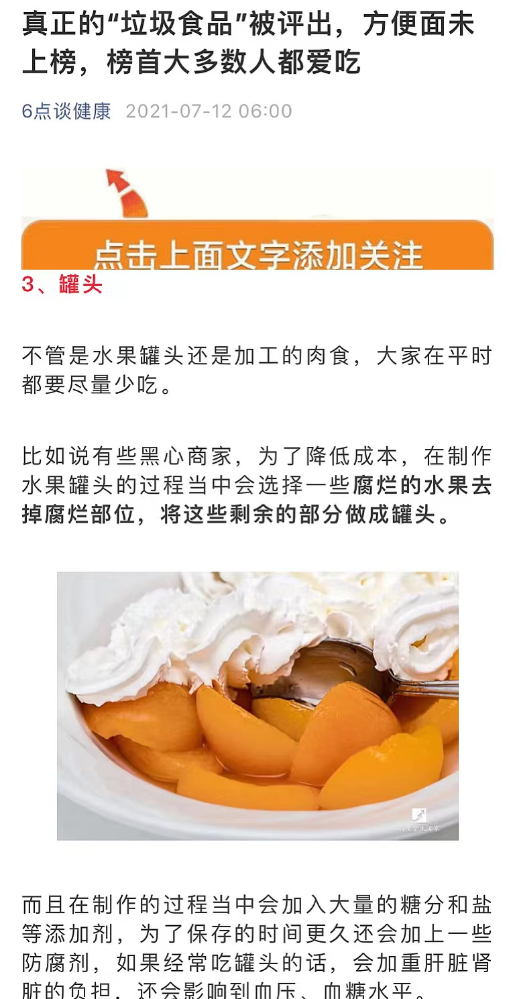 真正的“垃圾食品”被评出，方便面未
上榜，榜首大多数人都爱吃
6点谈健康 2021-07-12 06:00
点击上面文字添加关注
3、罐头
不管是水果罐头还是加工的肉食，大家在平时
都要尽量少吃。
比如说有些黑心商家，为了降低成本，在制作
水果罐头的过程当中会选择一些腐烂的水果去
掉腐烂部位，将这些剩余的部分做成罐头。
而且在制作的过程当中会加入大量的糖分和盐
等添加剂，为了保存的时间更久还会加上一些
防腐剂，如果经常吃罐头的话，会加重肝脏肾
脏的负担，还会影响到血压、血糖水平。